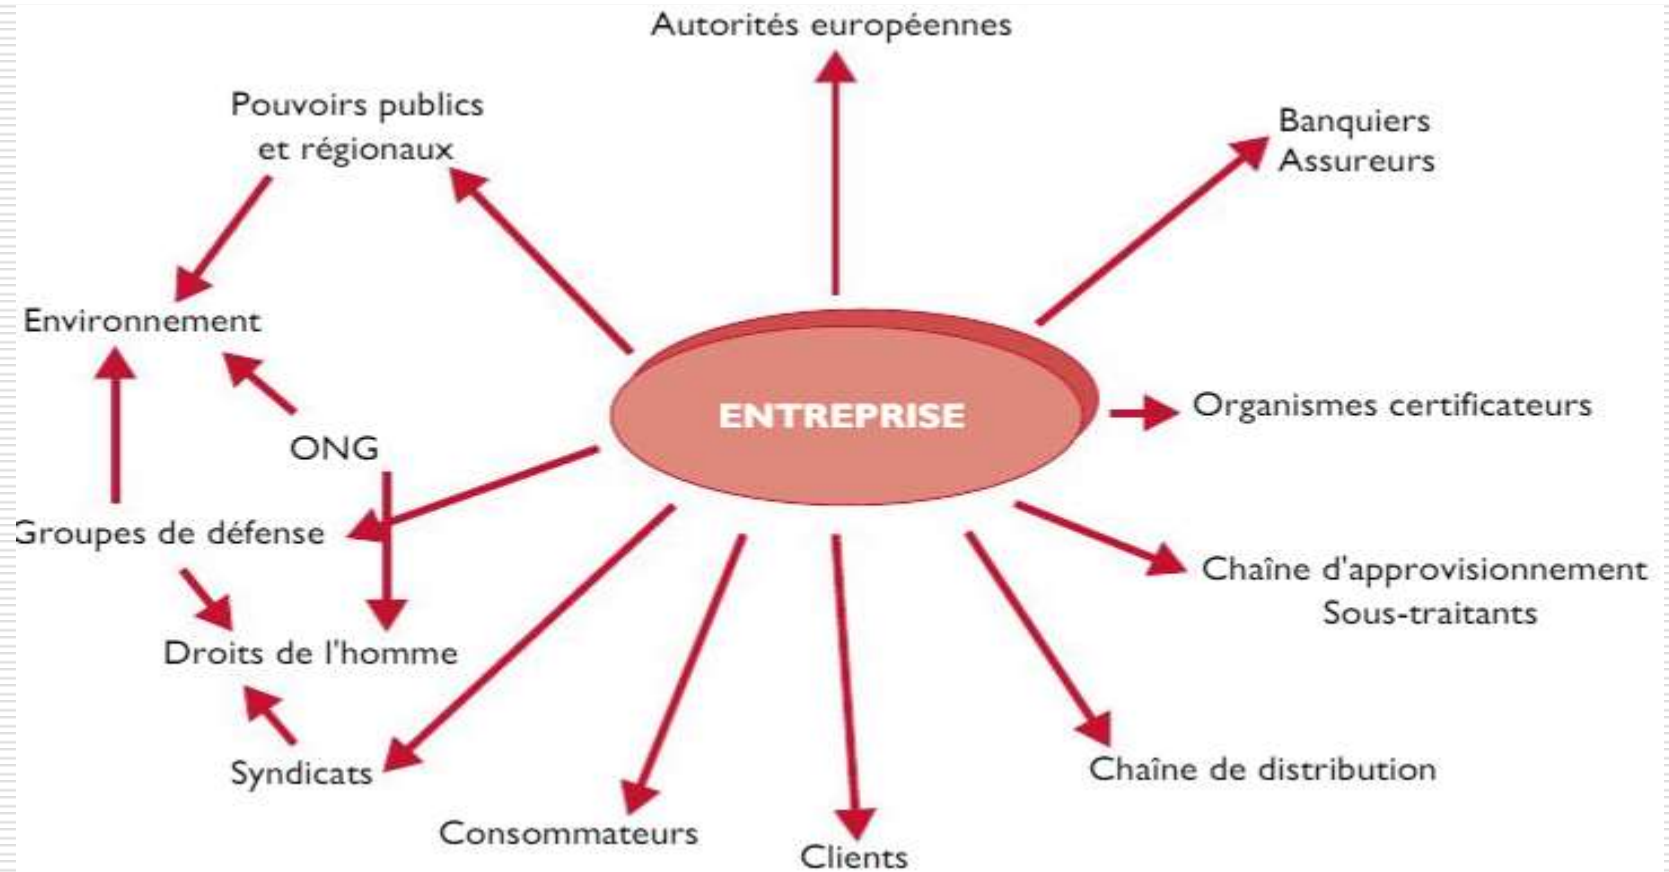 Autorités européennes
Pouvoirs publics
et régionaux
Banquiers
Assureurs
Environnement
ENTREPRISE
Organismes certificateurs
ONG
Groupes de défense
Chaîne d'approvisionnement
Sous-traitants
Droits de l'homme
Syndicats
Chaîne de distribution
Consommateurs
Clients